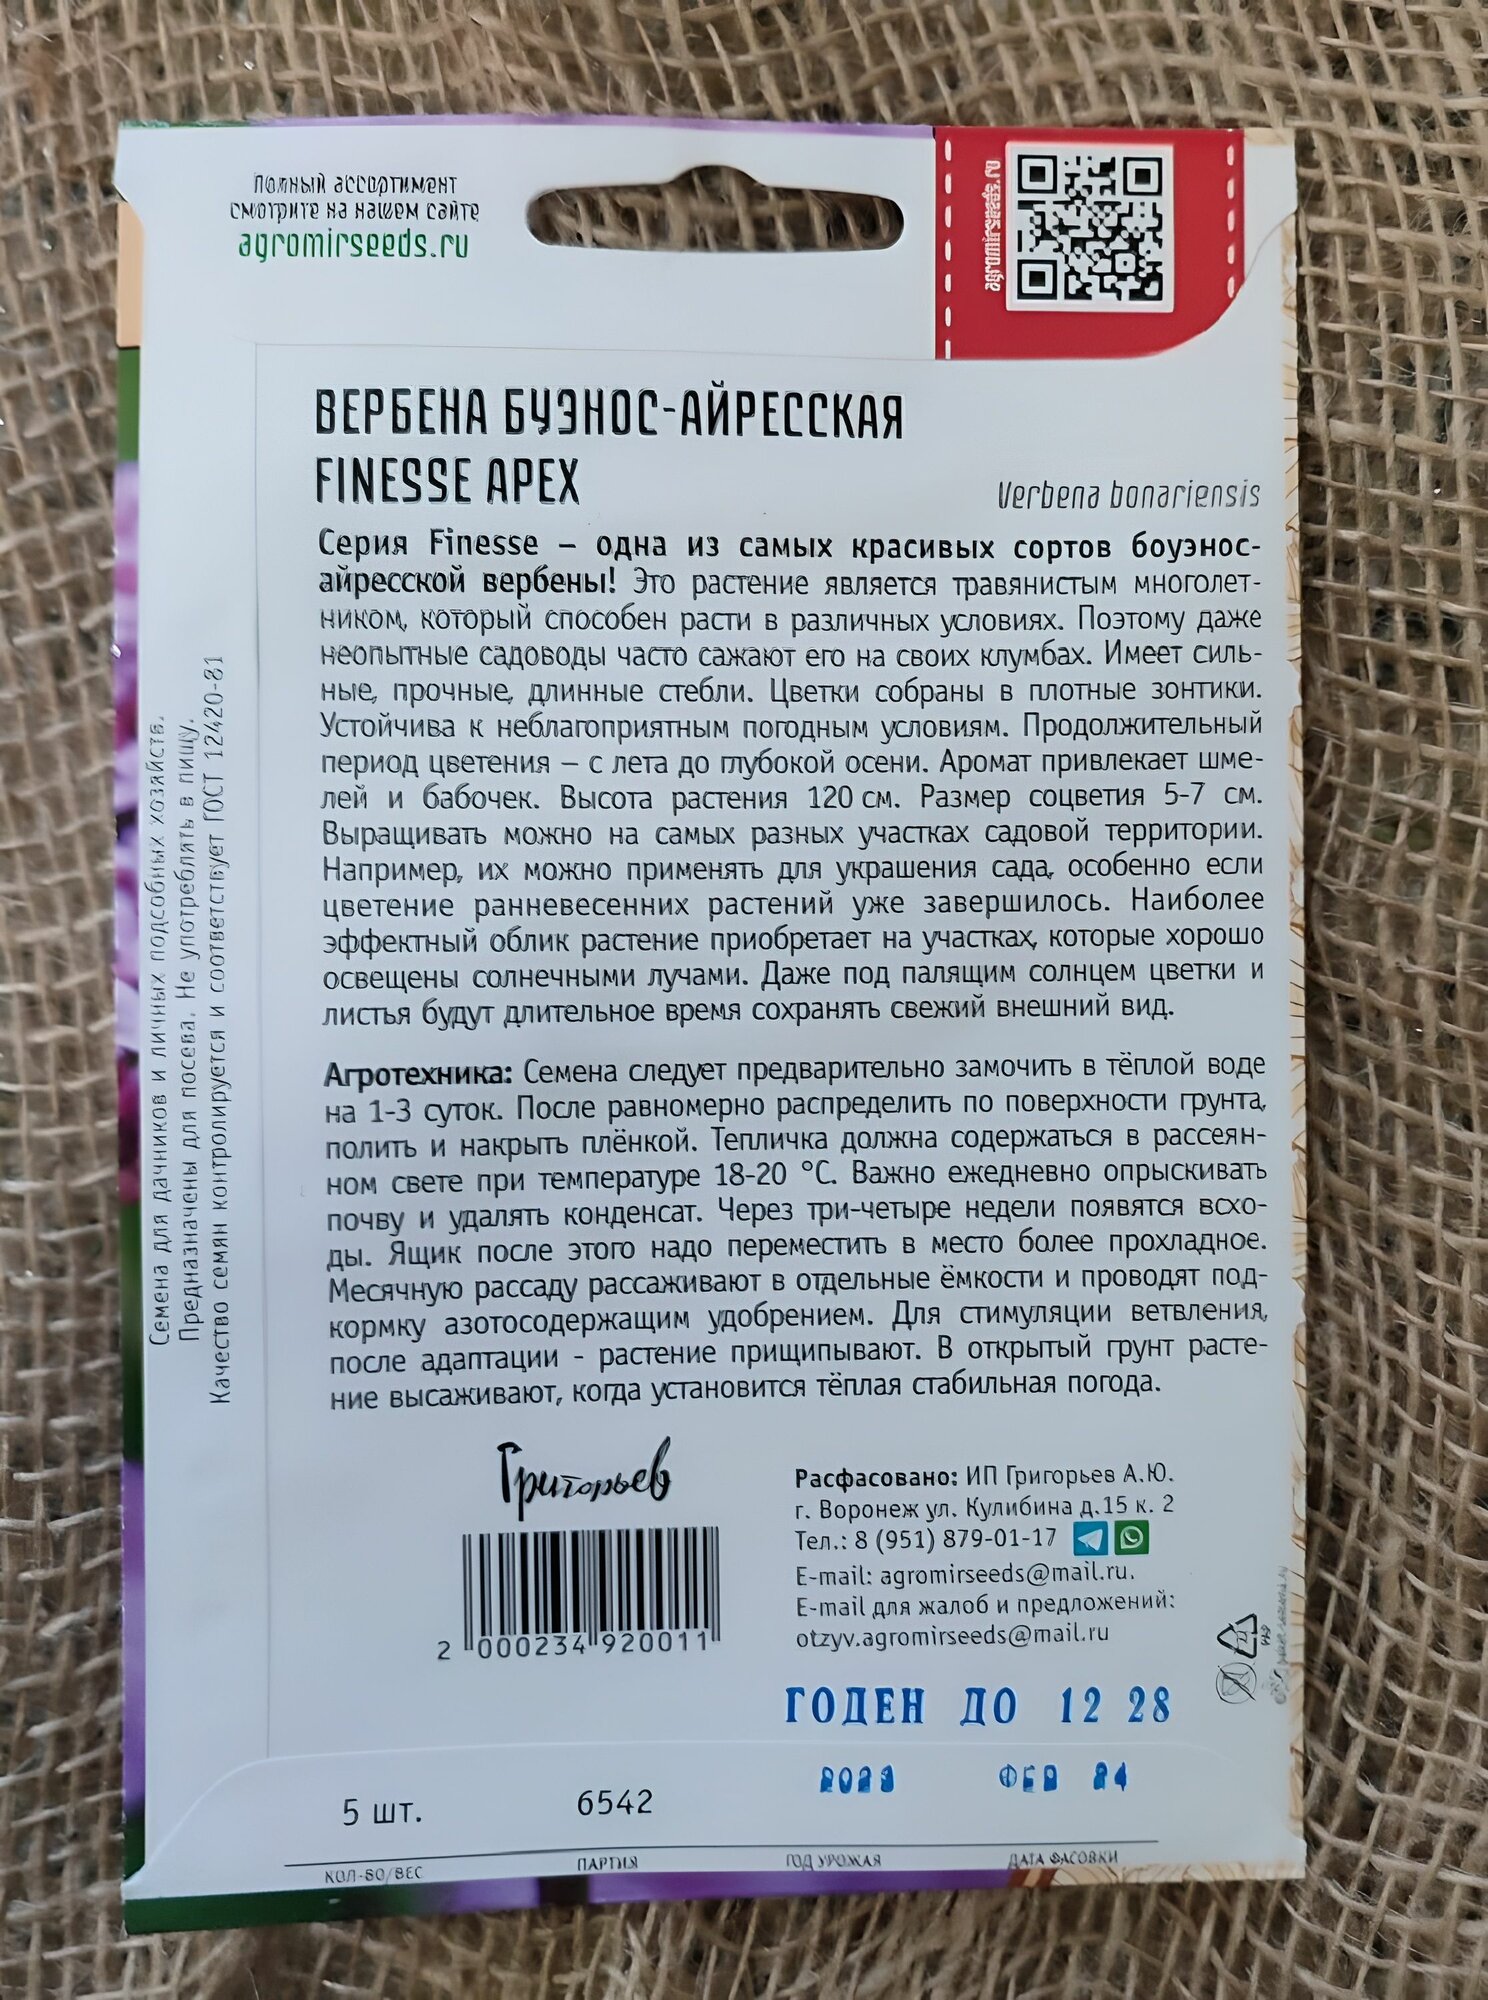 Полный ассортимент
смотрите на нашем сайте
agromirseeds.ru
agromirseeds.ru
ВЕРБЕНА БУЭНОС-АЙРЕССКАЯ
FINESSE APEX
Verbena bonariensis
Серия Finesse – одна из самых красивых сортов боуэнос-
айресской вербены! Это растение является травянистым многолет-
ником, который способен расти в различных условиях. Поэтому даже
неопытные садоводы часто сажают его на своих клумбах. Имеет силь-
ные, прочные, длинные стебли. Цветки собраны в плотные зонтики.
Устойчива к неблагоприятным погодным условиям. Продолжительный
период цветения – с лета до глубокой осени. Аромат привлекает шме-
лей и бабочек. Высота растения 120 см. Размер соцветия 5-7 см.
Выращивать можно на самых разных участках садовой территории.
Например, их можно применять для украшения сада, особенно если
цветение ранневесенних растений уже завершилось. Наиболее
эффектный облик растение приобретает на участках, которые хорошо
освещены солнечными лучами. Даже под палящим солнцем цветки и
листья будут длительное время сохранять свежий внешний вид.
Агротехника: Семена следует предварительно замочить в тёплой воде
на 1-3 суток. После равномерно распределить по поверхности грунта,
полить и накрыть плёнкой. Тепличка должна содержаться в рассеян-
ном свете при температуре 18-20 °C. Важно ежедневно опрыскивать
почву и удалять конденсат. Через три-четыре недели появятся всхо-
ды. Ящик после этого надо переместить в место более прохладное.
Месячную рассаду рассаживают в отдельные ёмкости и проводят под-
кормку азотосодержащим удобрением. Для стимуляции ветвления,
после адаптации - растение прищипывают. В открытый грунт расте-
ние высаживают, когда установится тёплая стабильная погода.
Семена для дачников и личных подсобных хозяйств.
Предназначены для посева. Не употреблять в пищу.
Качество семян контролируется и соответствует ГОСТ 12420-81
Григорьев
2 000234 920011
Расфасовано: ИП Григорьев А.Ю.
г. Воронеж ул. Кулибина д.15 к. 2
Тел.: 8 (951) 879-01-17
E-mail: agromirseeds@mail.ru.
E-mail для жалоб и предложений:
otzyv.agromirseeds@mail.ru
ГОДЕН ДО 12 28
5 шт. 6542 2023 ФЕВ 24
КОЛ-ВО/ВЕС ПАРТИЯ ГОД УРОЖАЯ ДАТА ФАСОВКИ